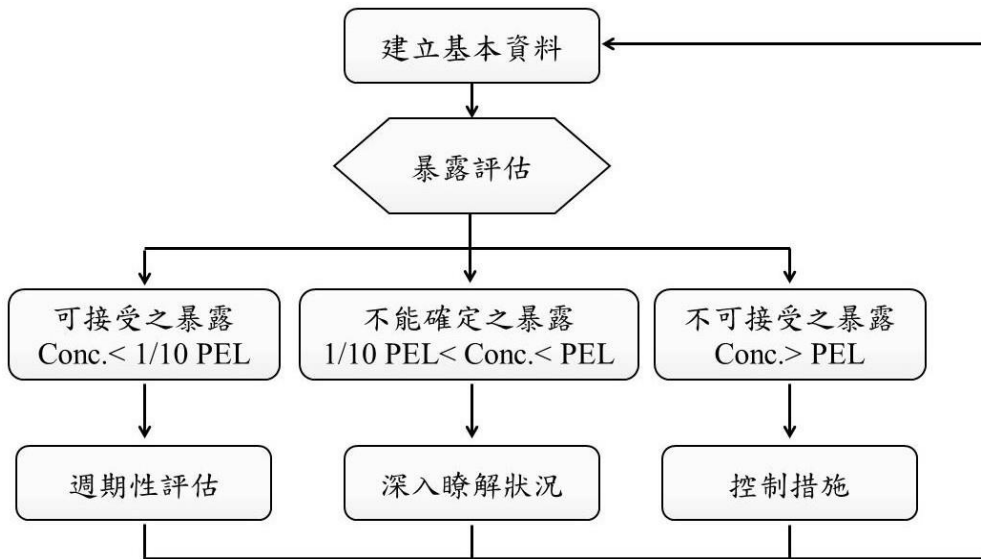 建立基本資料
暴露評估
可接受之暴露
Conc.< 1/10 PEL
不能確定之暴露
1/10 PEL< Conc.< PEL
不可接受之暴露
Conc.> PEL
週期性評估
深入瞭解狀況
控制措施